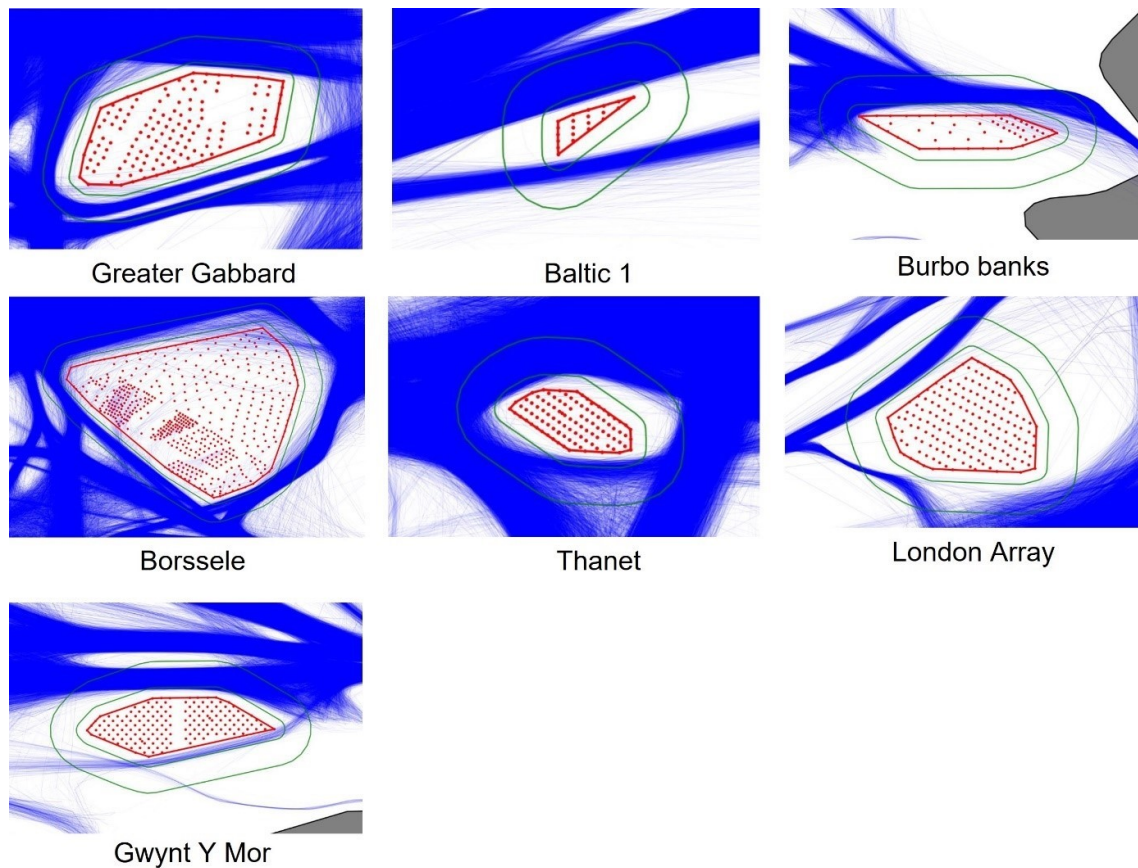 Greater Gabbard
Baltic 1
Burbo banks
Borssele
Thanet
London Array
Gwynt Y Mor